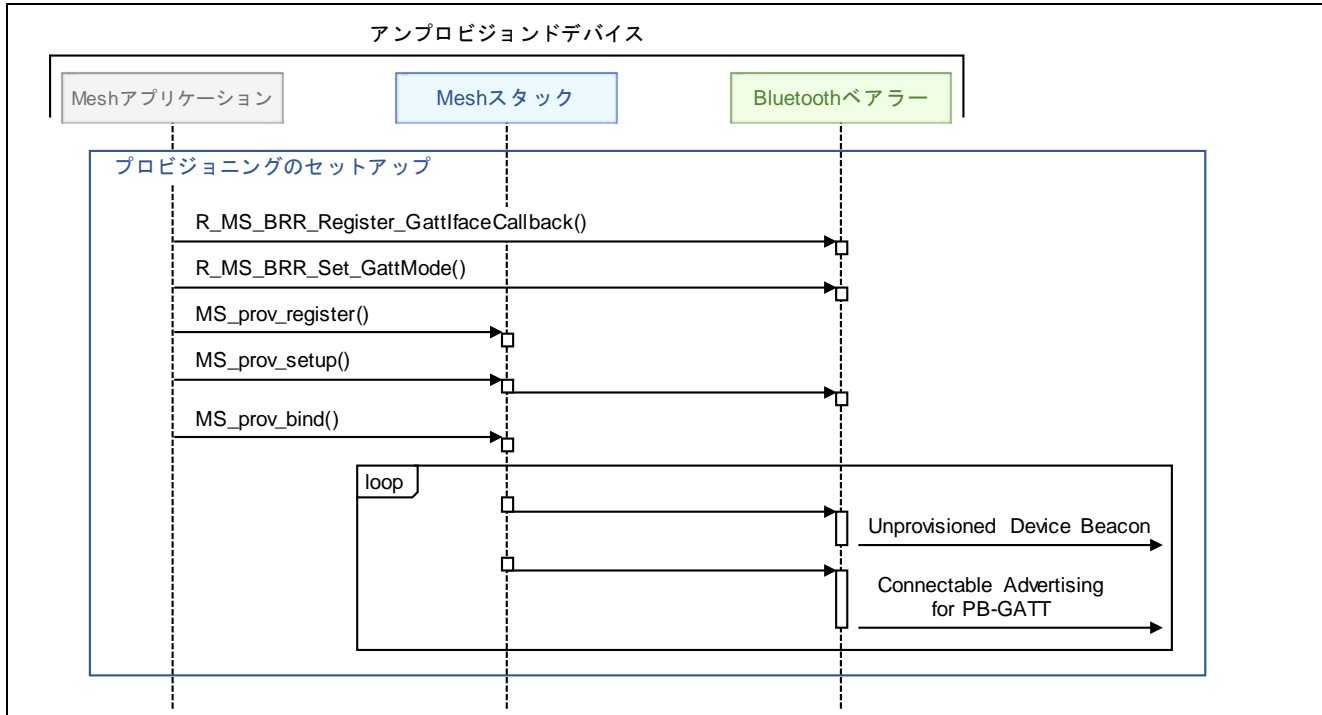 アンプロビジョンドデバイス
Meshアプリケーション
Meshスタック
Bluetoothベアラー
プロビジョニングのセットアップ
R_MS_BRR_Register_GattIfaceCallback()
R_MS_BRR_Set_GattMode()
MS_prov_register()
MS_prov_setup()
MS_prov_bind()
loop
Unprovisioned Device Beacon
Connectable Advertising
for PB-GATT